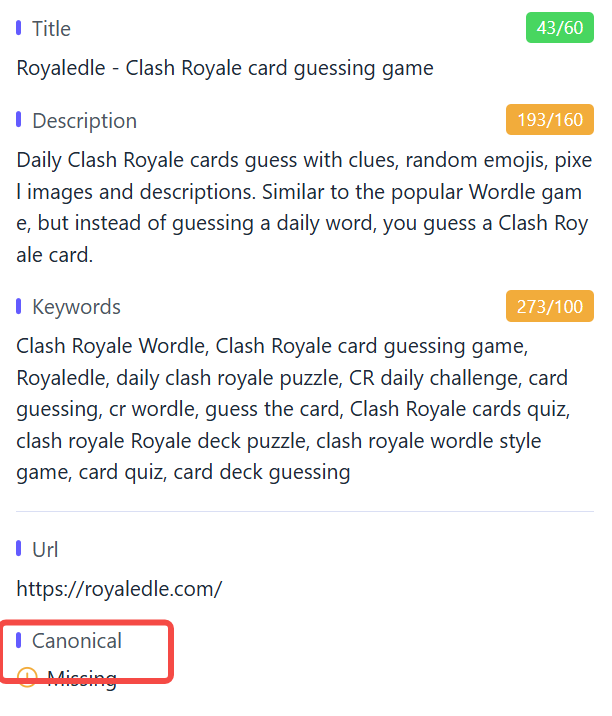 Title
43/60
Royaledle - Clash Royale card guessing game
Description
193/160
Daily Clash Royale cards guess with clues, random emojis, pixe
l images and descriptions. Similar to the popular Wordle gam
e, but instead of guessing a daily word, you guess a Clash Roy
ale card.
Keywords
273/100
Clash Royale Wordle, Clash Royale card guessing game,
Royaledle, daily clash royale puzzle, CR daily challenge, card
guessing, cr wordle, guess the card, Clash Royale cards quiz,
clash royale Royale deck puzzle, clash royale wordle style
game, card quiz, card deck guessing
Url
https://royaledle.com/
Canonical
Missing